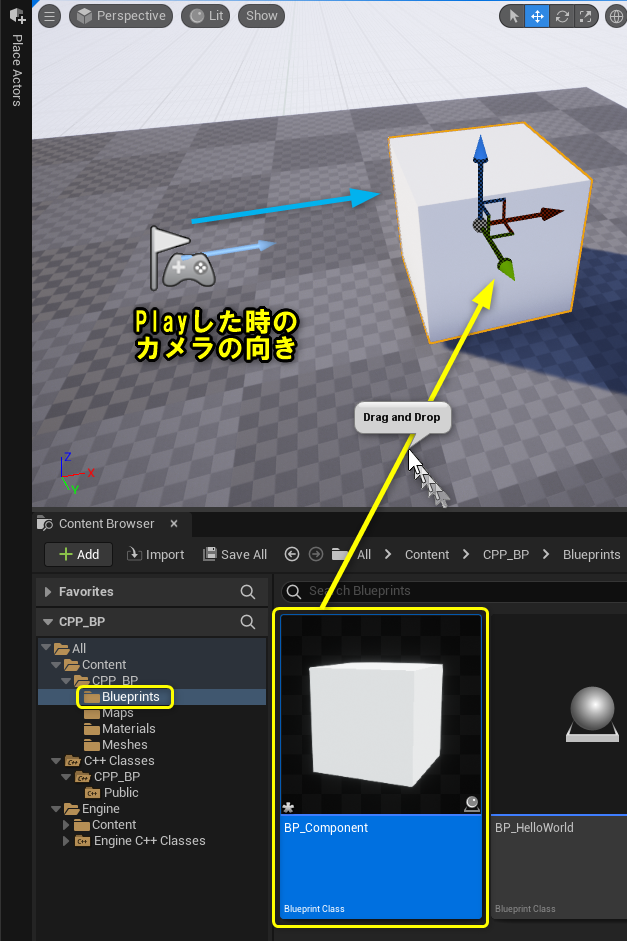 Place Actors
Perspective
Lit
Show
Playした時の
カメラの向き
Drag and Drop
Z
X
Y
Content Browser
Add
Import
Save All
All
Content
CPP_BP
Blueprints
Favorites
Search Blueprints
CPP_BP
All
Content
CPP_BP
Blueprints
Maps
Materials
Meshes
C++ Classes
CPP_BP
Public
Engine
Content
Engine C++ Classes
BP_Component
Blueprint Class
BP_HelloWorld
Blueprint Class